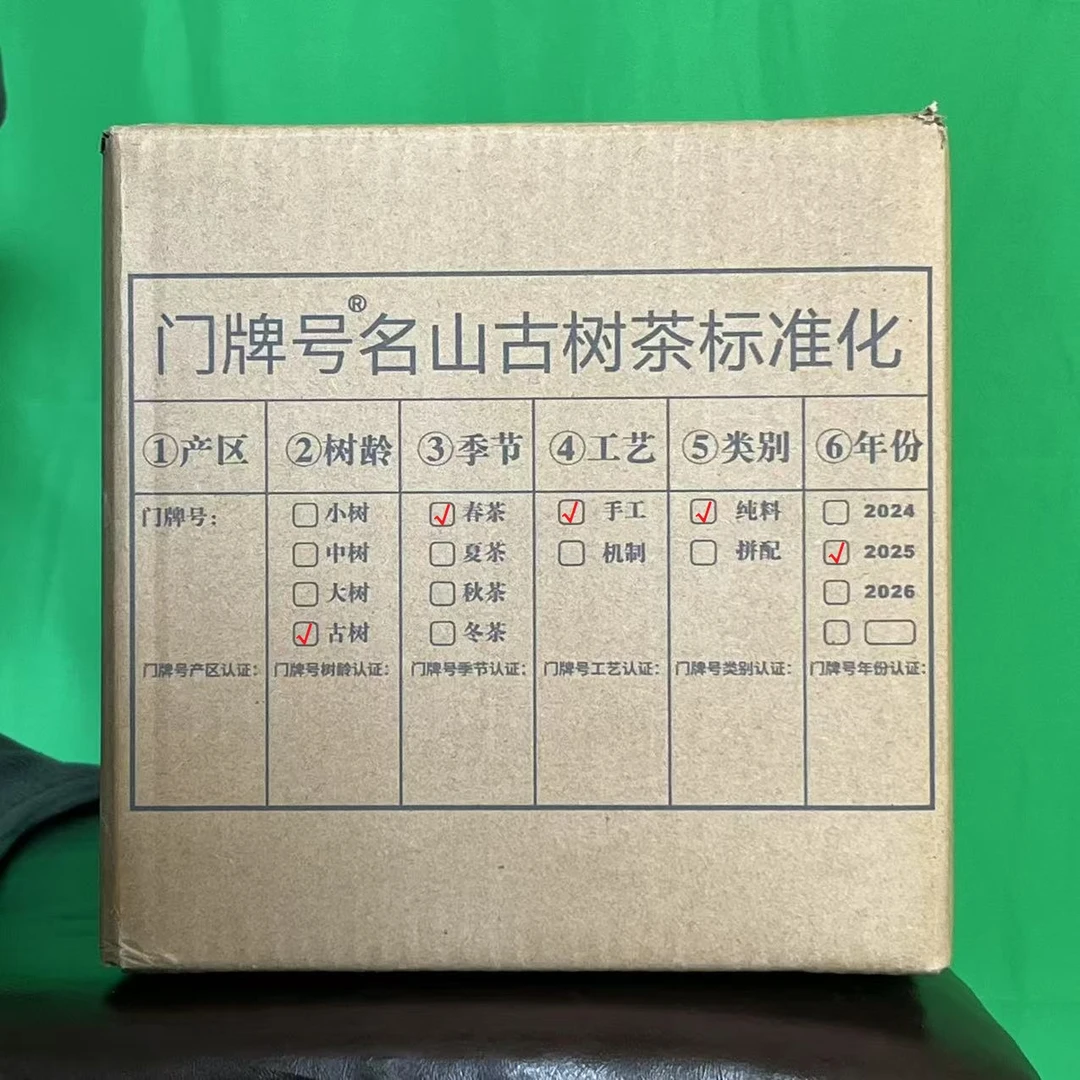 门牌号®名山古树茶标准化
①产区 ②树龄 ③季节 ④工艺 ⑤类别 ⑥年份
门牌号: 小树 春茶 手工 纯料 2024
中树 夏茶 机制 拼配 2025
大树 秋茶 2026
古树 冬茶
门牌号产区认证: 门牌号树龄认证: 门牌号季节认证: 门牌号工艺认证: 门牌号类别认证: 门牌号年份认证: